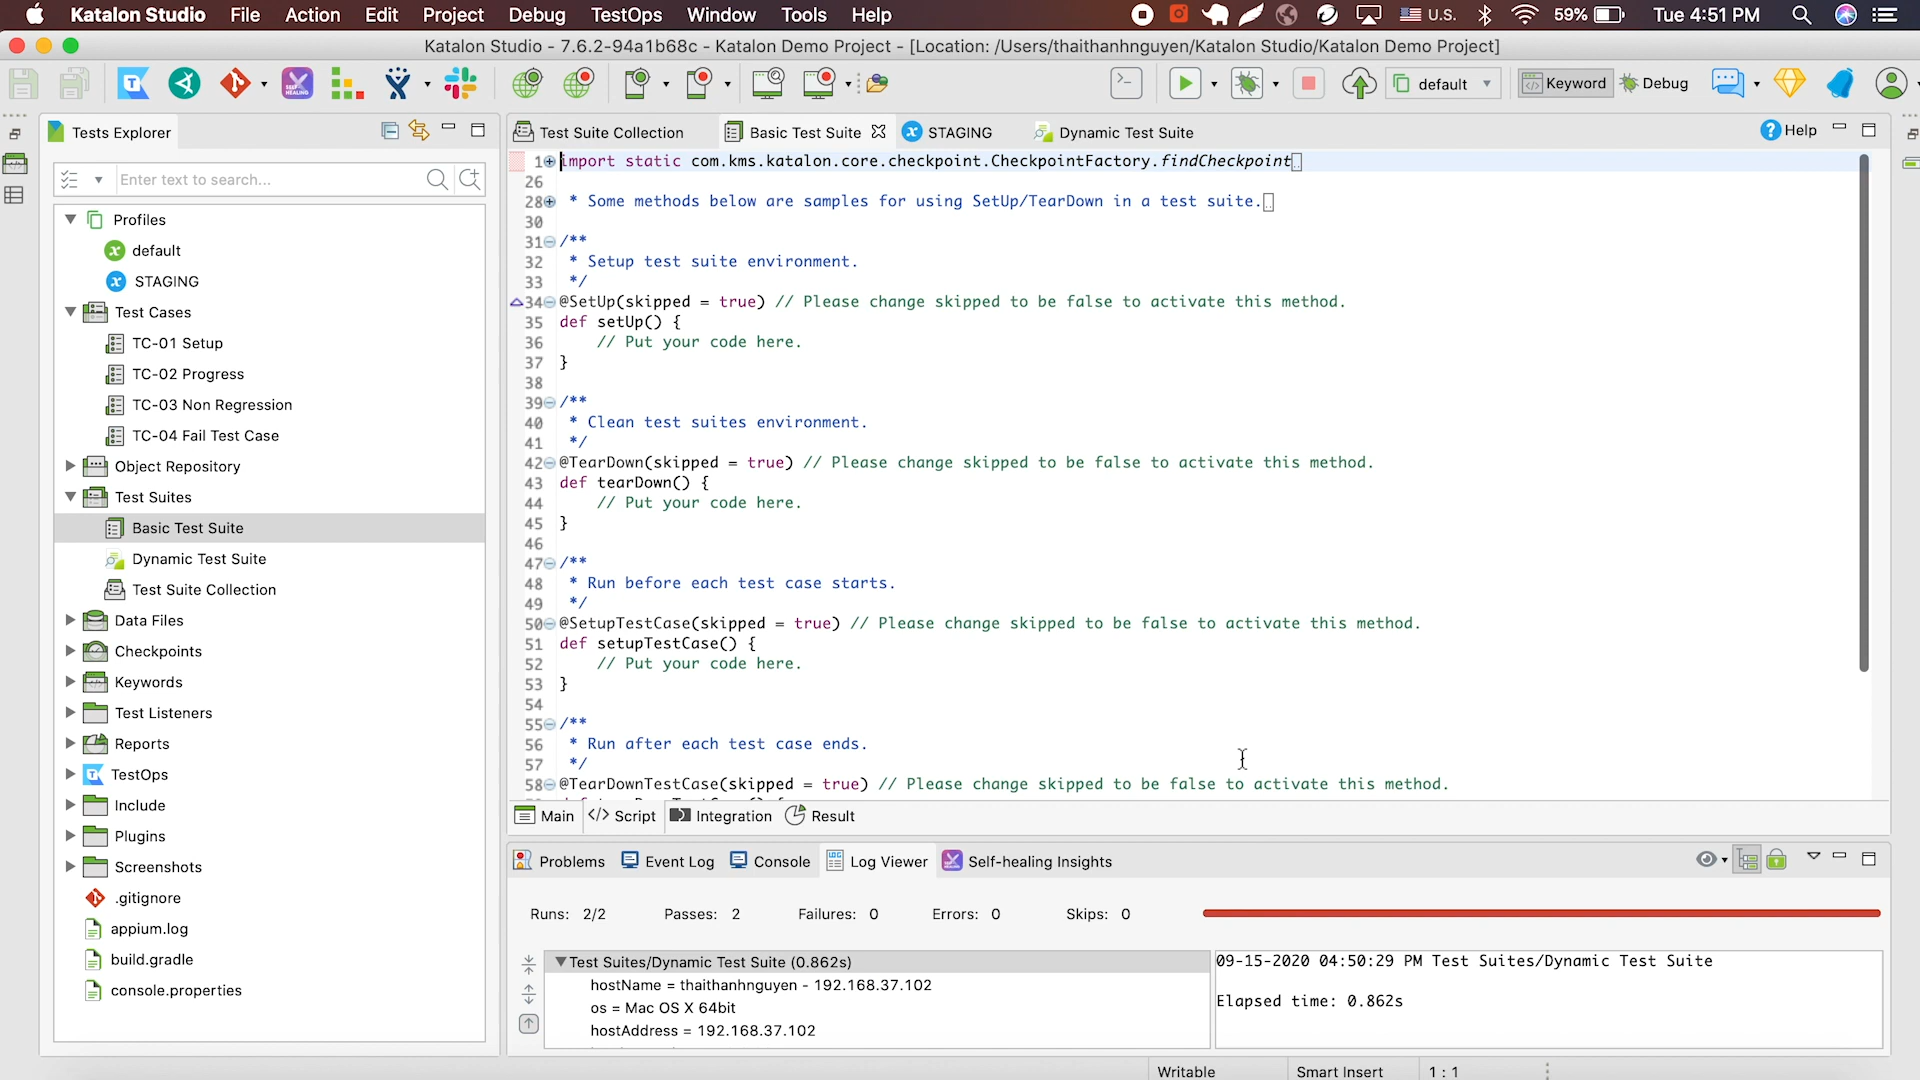 Katalon Studio File Action Edit Project Debug TestOps Window Tools Help U.S. 59% Tue 4:51 PM
Katalon Studio - 7.6.2-94a1b68c - Katalon Demo Project - [Location: /Users/thaithanhnguyen/Katalon Studio/Katalon Demo Project]
default Keyword Debug
Tests Explorer
Enter text to search...
Profiles
default
STAGING
Test Cases
TC-01 Setup
TC-02 Progress
TC-03 Non Regression
TC-04 Fail Test Case
Object Repository
Test Suites
Basic Test Suite
Dynamic Test Suite
Test Suite Collection
Data Files
Checkpoints
Keywords
Test Listeners
Reports
TestOps
Include
Plugins
Screenshots
.gitignore
appium.log
build.gradle
console.properties
Test Suite Collection Basic Test Suite STAGING Dynamic Test Suite Help
1 import static com.kms.katalon.core.checkpoint.CheckpointFactory.findCheckpoint
26
28 * Some methods below are samples for using SetUp/TearDown in a test suite.
30
31 /**
32 * Setup test suite environment.
33 */
34 @SetUp(skipped = true) // Please change skipped to be false to activate this method.
35 def setUp() {
36 // Put your code here.
37 }
38
39 /**
40 * Clean test suites environment.
41 */
42 @TearDown(skipped = true) // Please change skipped to be false to activate this method.
43 def tearDown() {
44 // Put your code here.
45 }
46
47 /**
48 * Run before each test case starts.
49 */
50 @SetupTestCase(skipped = true) // Please change skipped to be false to activate this method.
51 def setupTestCase() {
52 // Put your code here.
53 }
54
55 /**
56 * Run after each test case ends.
57 */
58 @TearDownTestCase(skipped = true) // Please change skipped to be false to activate this method.
Main Script Integration Result
Problems Event Log Console Log Viewer Self-healing Insights
Runs: 2/2 Passes: 2 Failures: 0 Errors: 0 Skips: 0
Test Suites/Dynamic Test Suite (0.862s)
hostName = thaithanhnguyen - 192.168.37.102
os = Mac OS X 64bit
hostAddress = 192.168.37.102
09-15-2020 04:50:29 PM Test Suites/Dynamic Test Suite
Elapsed time: 0.862s
Writable Smart Insert 1 : 1